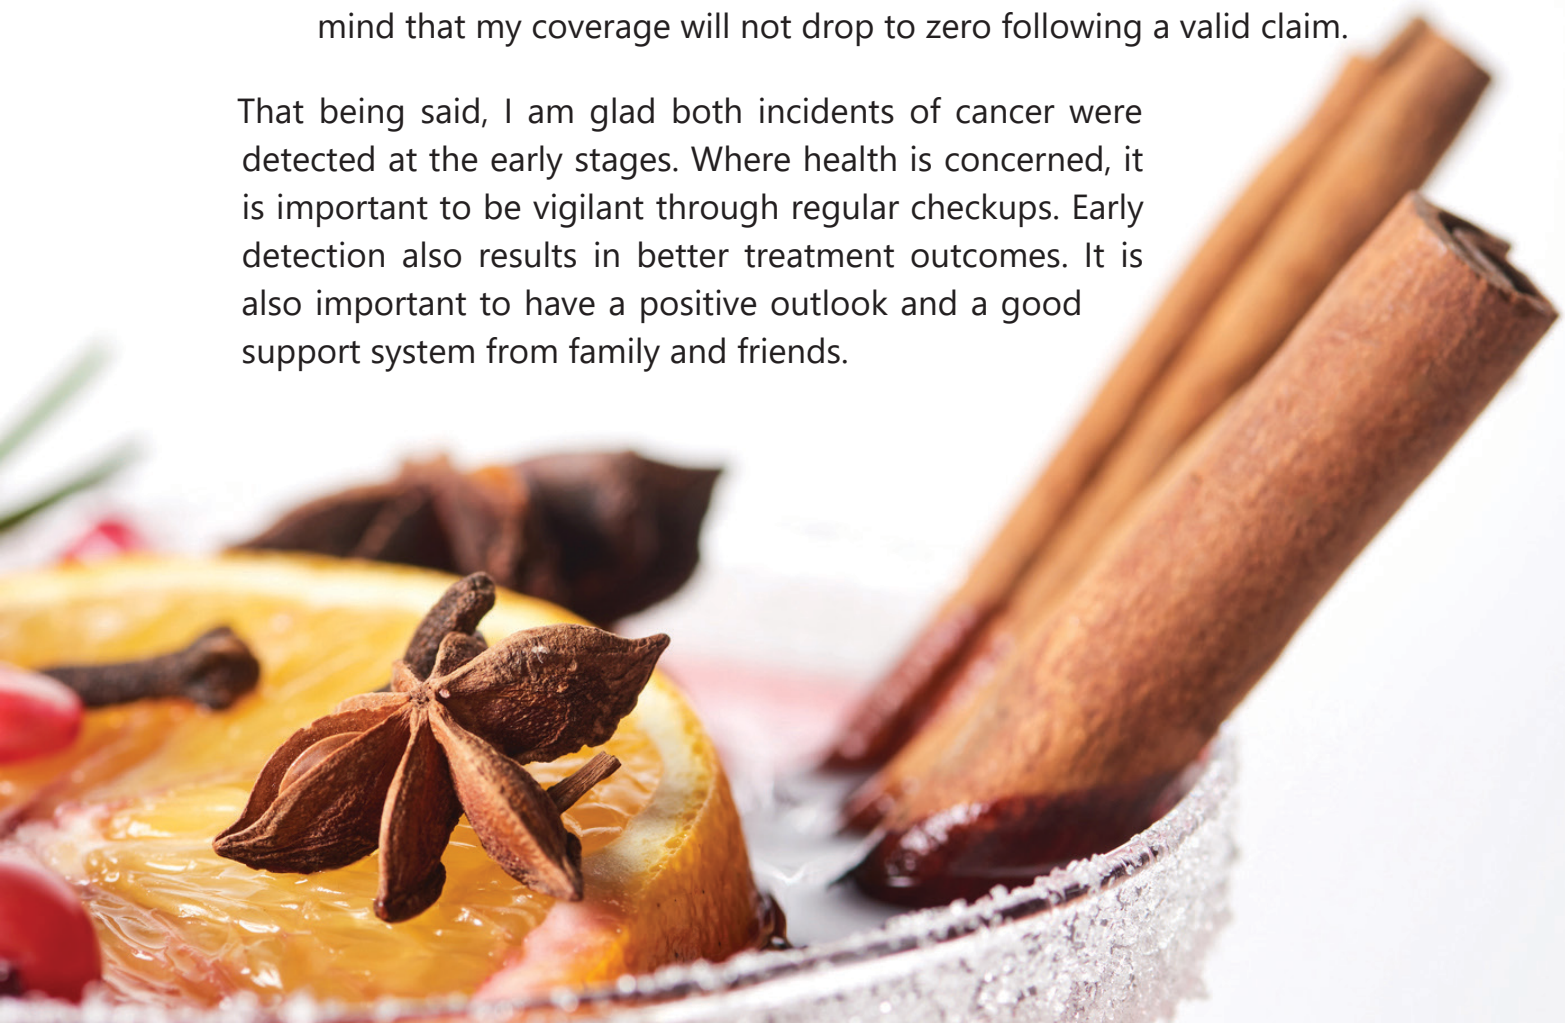 mind that my coverage will not drop to zero following a valid claim.
That being said, I am glad both incidents of cancer were
detected at the early stages. Where health is concerned, it
is important to be vigilant through regular checkups. Early
detection also results in better treatment outcomes. It is
also important to have a positive outlook and a good
support system from family and friends.